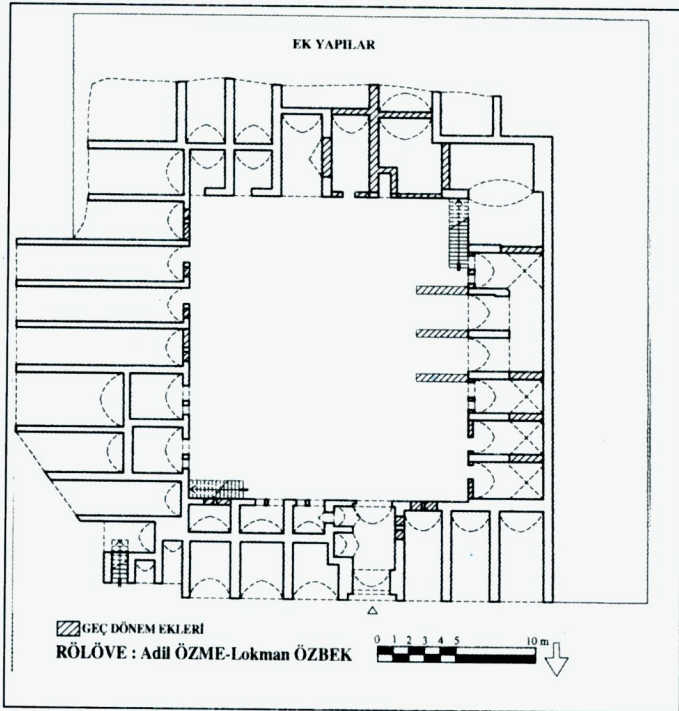 EK YAPILAR
GEÇ DÖNEM EKLERİ
RÖLÖVE : Adil ÖZME-Lokman ÖZBEK
0 1 2 3 4 5 10 m